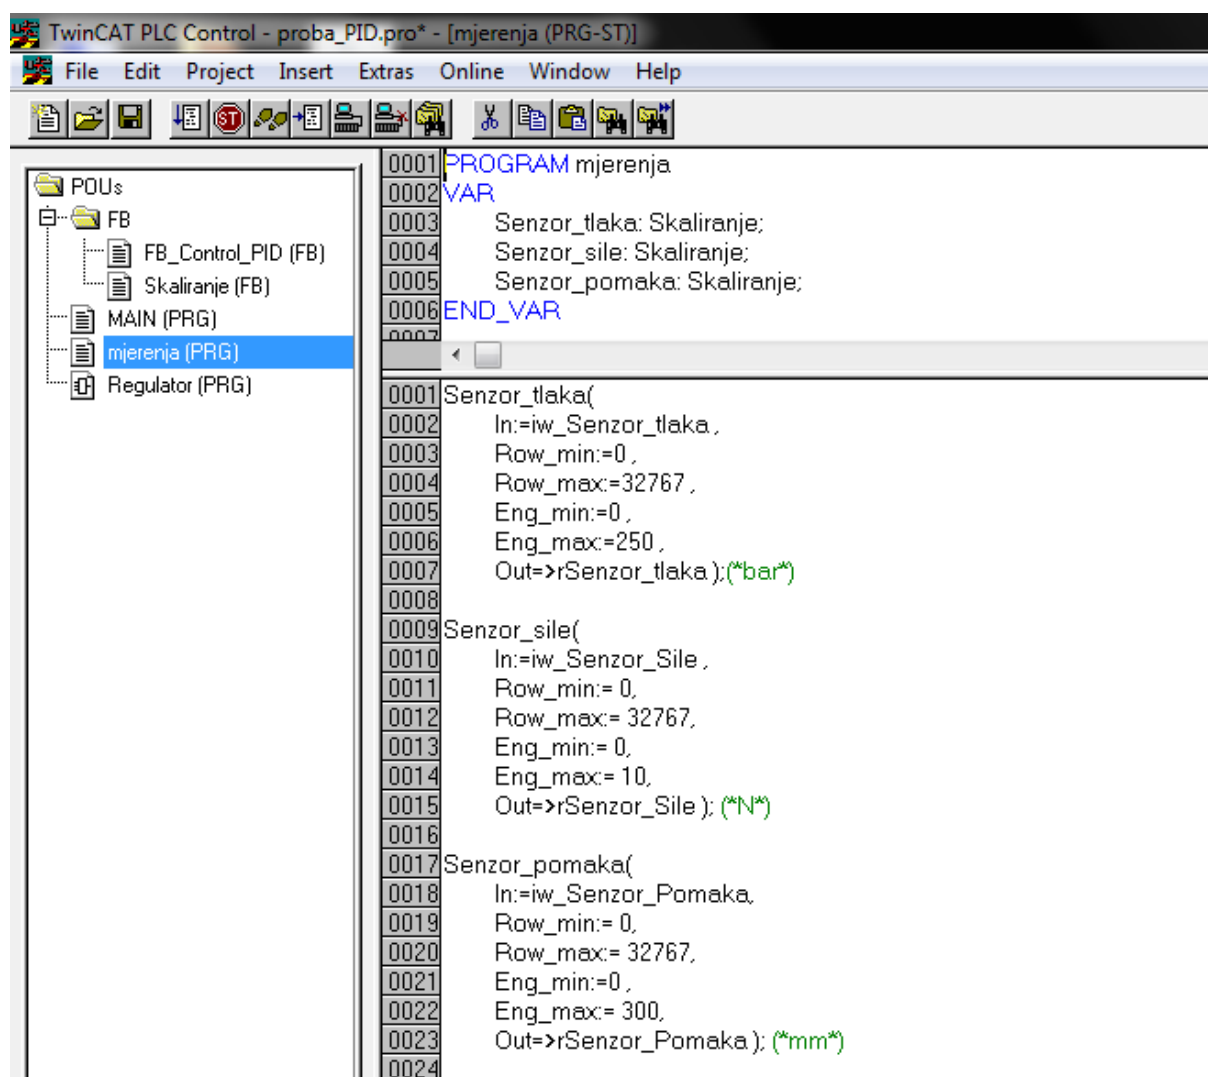 TwinCAT PLC Control - proba_PID.pro* - [mjerenja (PRG-ST)]
File Edit Project Insert Extras Online Window Help
POUs
FB
FB_Control_PID (FB)
Skaliranje (FB)
MAIN (PRG)
mjerenja (PRG)
Regulator (PRG)
0001 PROGRAM mjerenja
0002 VAR
0003 Senzor_tlaka: Skaliranje;
0004 Senzor_sile: Skaliranje;
0005 Senzor_pomaka: Skaliranje;
0006 END_VAR
0007
0001 Senzor_tlaka(
0002 In:=iw_Senzor_tlaka ,
0003 Row_min:=0 ,
0004 Row_max:=32767 ,
0005 Eng_min:=0 ,
0006 Eng_max:=250 ,
0007 Out=>rSenzor_tlaka );(*bar*)
0008
0009 Senzor_sile(
0010 In:=iw_Senzor_Sile ,
0011 Row_min:= 0,
0012 Row_max:= 32767,
0013 Eng_min:= 0,
0014 Eng_max:= 10,
0015 Out=>rSenzor_Sile ); (*N*)
0016
0017 Senzor_pomaka(
0018 In:=iw_Senzor_Pomaka,
0019 Row_min:= 0,
0020 Row_max:= 32767,
0021 Eng_min:=0 ,
0022 Eng_max:= 300,
0023 Out=>rSenzor_Pomaka ); (*mm*)
0024